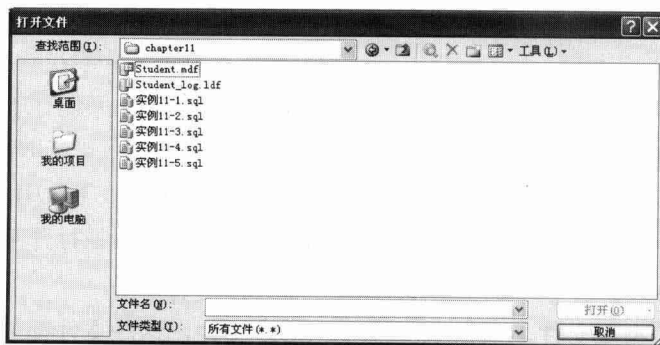 打开文件
查找范围(I):
chapter11
工具(L)
Student.mdf
Student_log.ldf
实例11-1.sql
实例11-2.sql
实例11-3.sql
实例11-4.sql
实例11-5.sql
桌面
我的项目
我的电脑
文件名(N):
打开(O)
文件类型(T):
所有文件(*.*)
取消